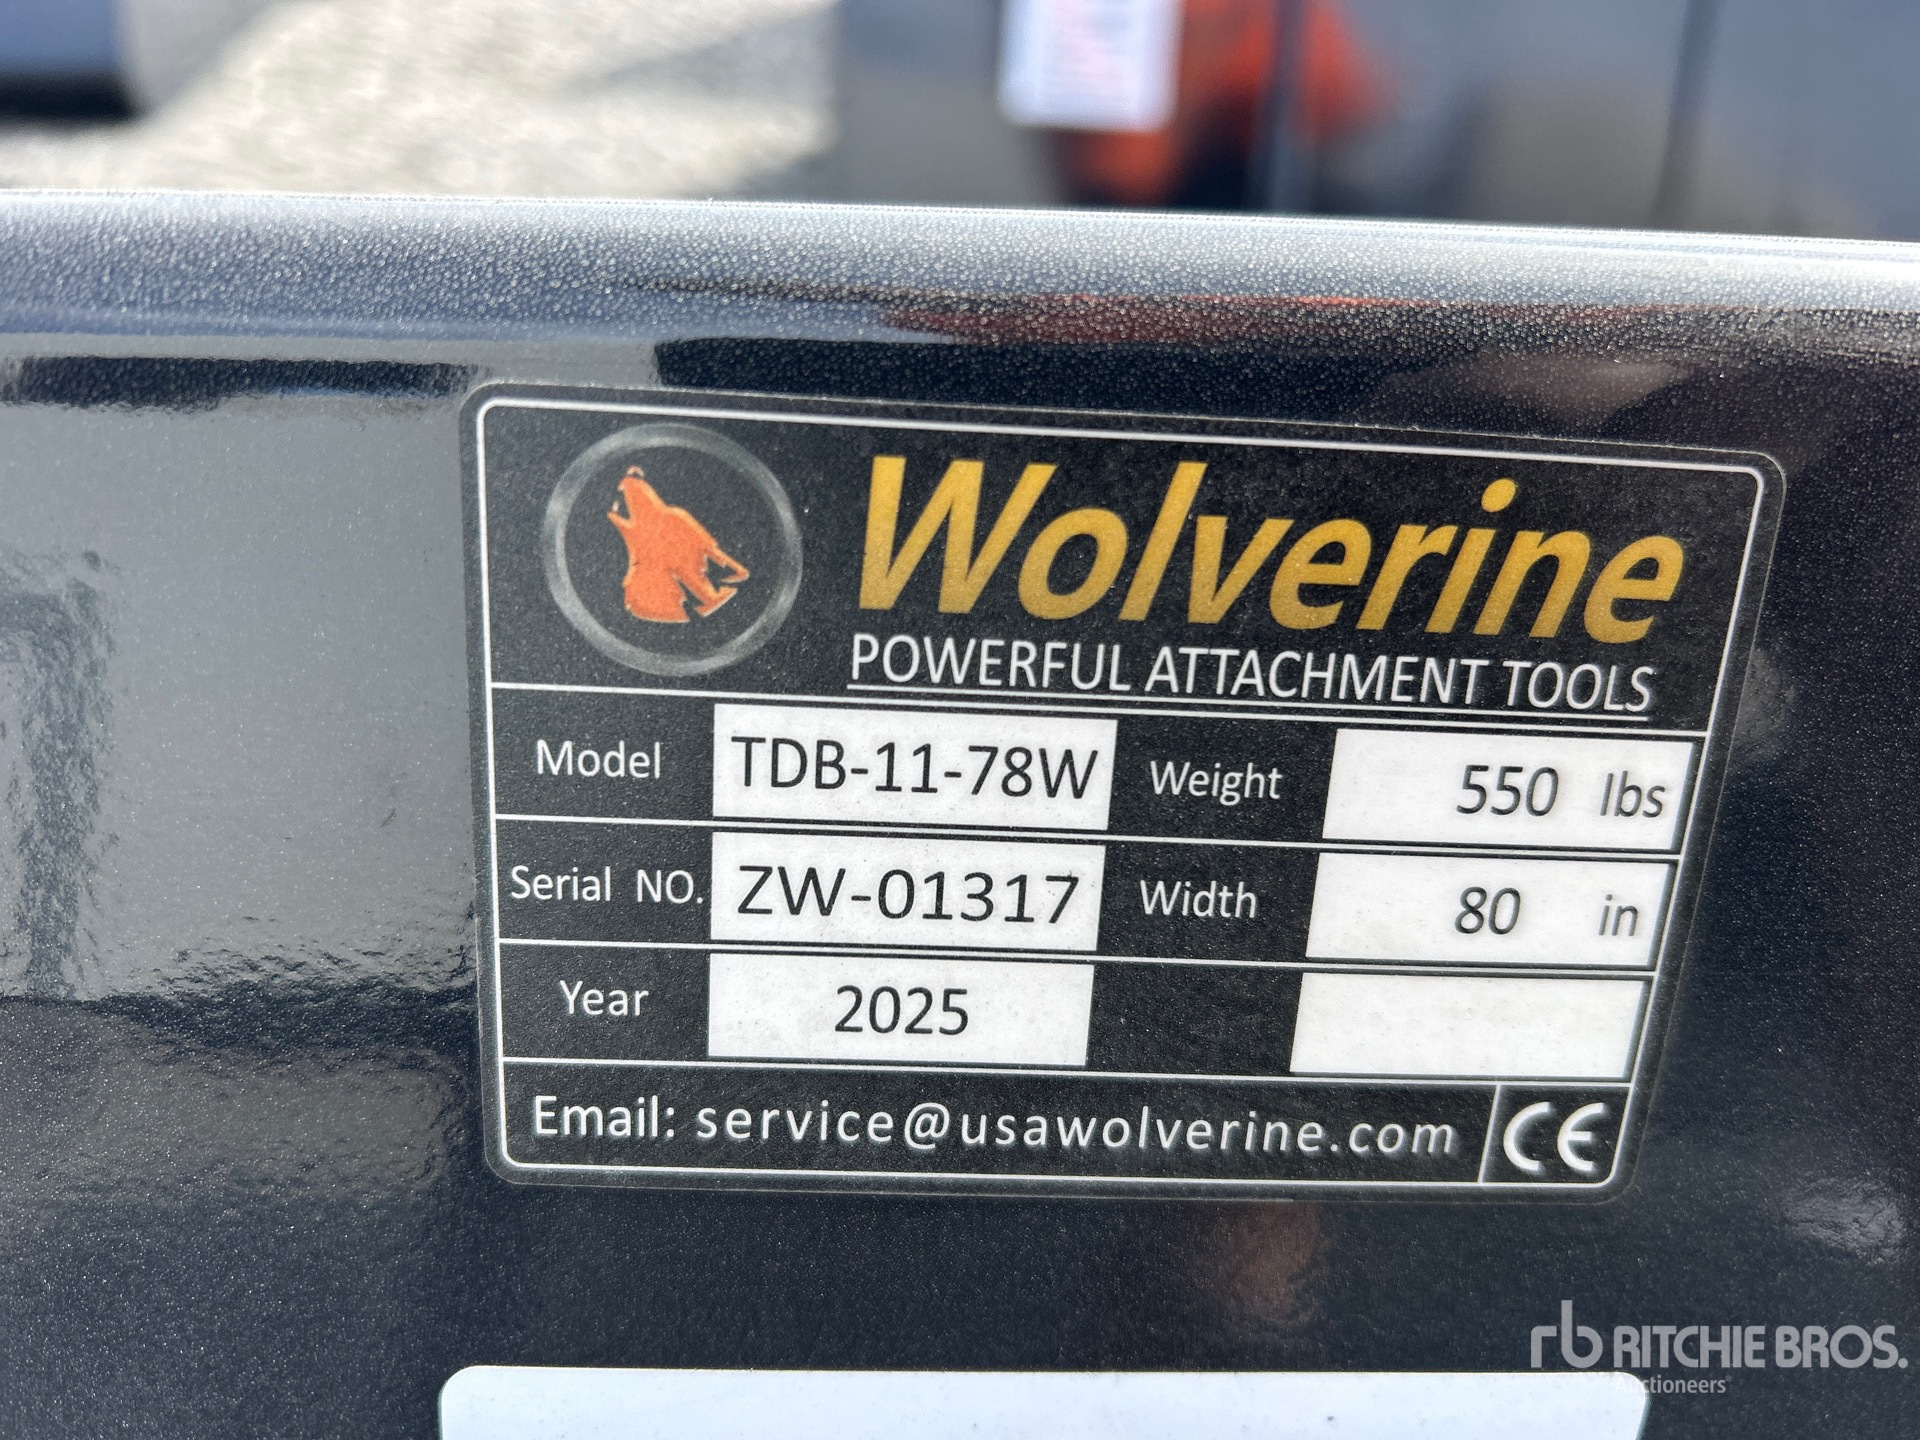 Wolverine
POWERFUL ATTACHMENT TOOLS
Model TDB-11-78W Weight 550 lbs
Serial NO. ZW-01317 Width 80 in
Year 2025
Email: service@usawolverine.com CE
rb RITCHIE BROS.
Auctioneers